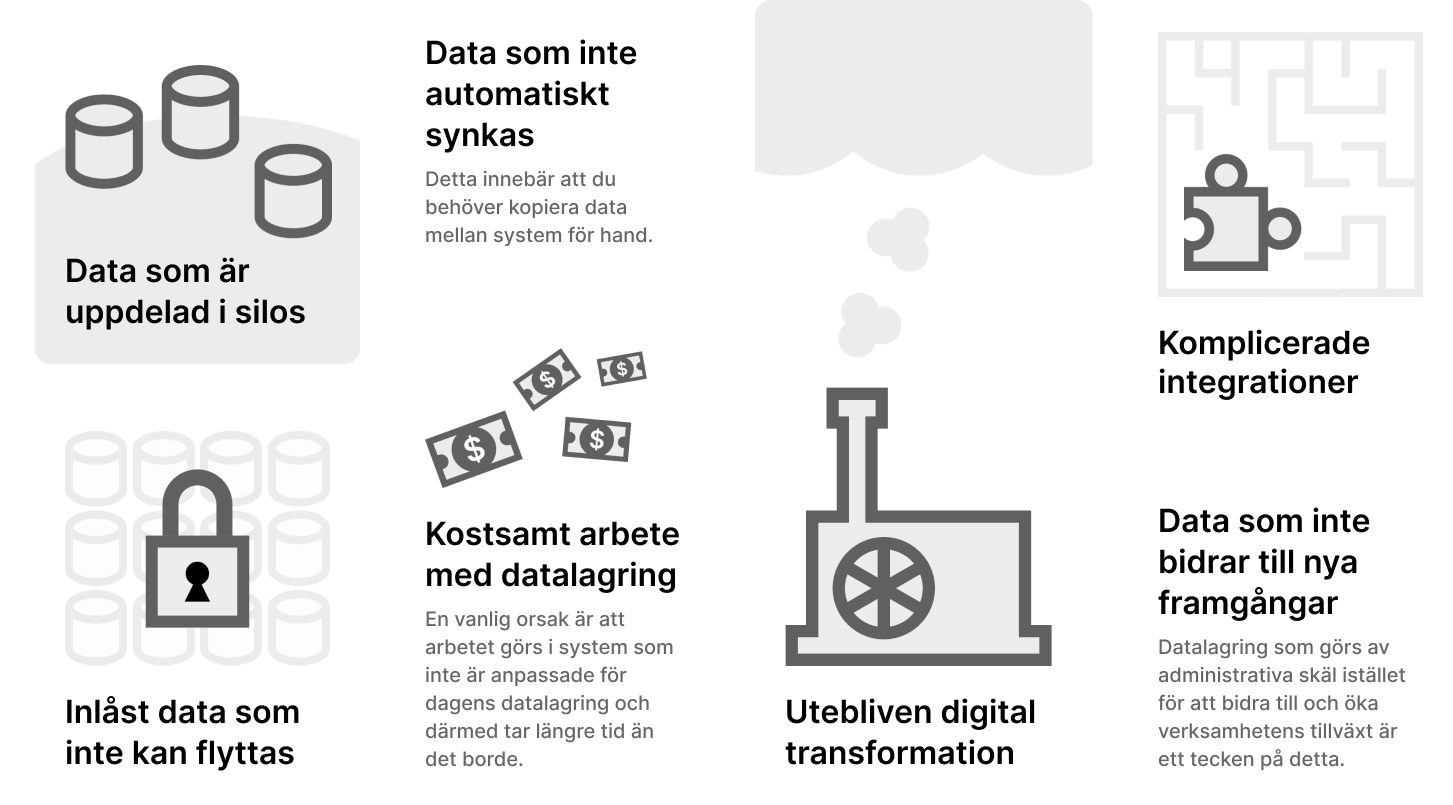 Data som är
uppdelad i silos
Inlåst data som
inte kan flyttas
Data som inte
automatiskt
synkas
Detta innebär att du
behöver kopiera data
mellan system för hand.
$
$
$
$
Kostsamt arbete
med datalagring
En vanlig orsak är att
arbetet görs i system som
inte är anpassade för
dagens datalagring och
därmed tar längre tid än
det borde.
Utebliven digital
transformation
Komplicerade
integrationer
Data som inte
bidrar till nya
framgångar
Datalagring som görs av
administrativa skäl istället
för att bidra till och öka
verksamhetens tillväxt är
ett tecken på detta.